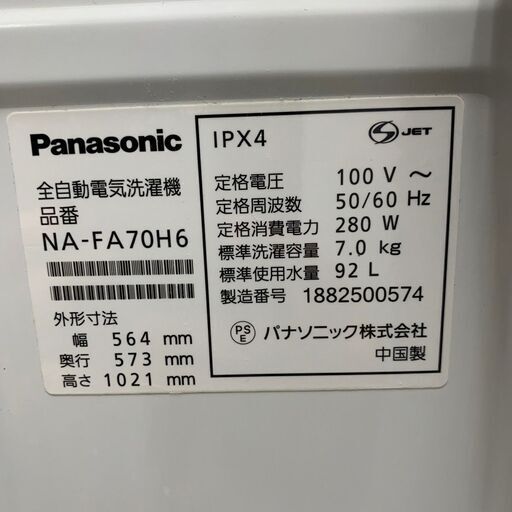 Panasonic
全自動電気洗濯機
品番
NA-FA70H6
外形寸法
幅 564 mm
奥行 573 mm
高さ 1021 mm
IPX4
S JET
定格電圧 100 V ～
定格周波数 50/60 Hz
定格消費電力 280 W
標準洗濯容量 7.0 kg
標準使用水量 92 L
製造番号 1882500574
PSE パナソニック株式会社
中国製